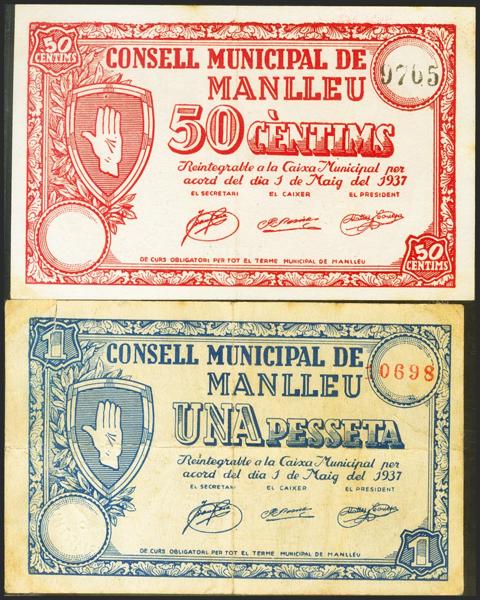 50
CÈNTIMS
CONSELL MUNICIPAL DE
MANLLEU
9705
50 CÈNTIMS
Reintegrable a la Caixa Municipal per
acord del dia 1 de Maig del 1937
EL SECRETARI EL CAIXER EL PRESIDENT
DE CURS OBLIGATORI PER TOT EL TERME MUNICIPAL DE MANLLEU
50
CÈNTIMS
1
CONSELL MUNICIPAL DE
MANLLEU
0698
UNA PESSETA
Reintegrable a la Caixa Municipal per
acord del dia 1 de Maig del 1937
EL SECRETARI EL CAIXER EL PRESIDENT
DE CURS OBLIGATORI PER TOT EL TERME MUNICIPAL DE MANLLEU
1